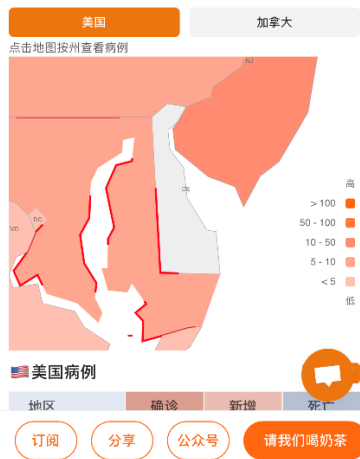 美国 加拿大
点击地图按州查看病例
NJ
DE
DC
高
> 100
50 - 100
10 - 50
5 - 10
< 5
低
🇺🇸美国病例
地区 确诊 新增 死亡
订阅 分享 公众号 请我们喝奶茶